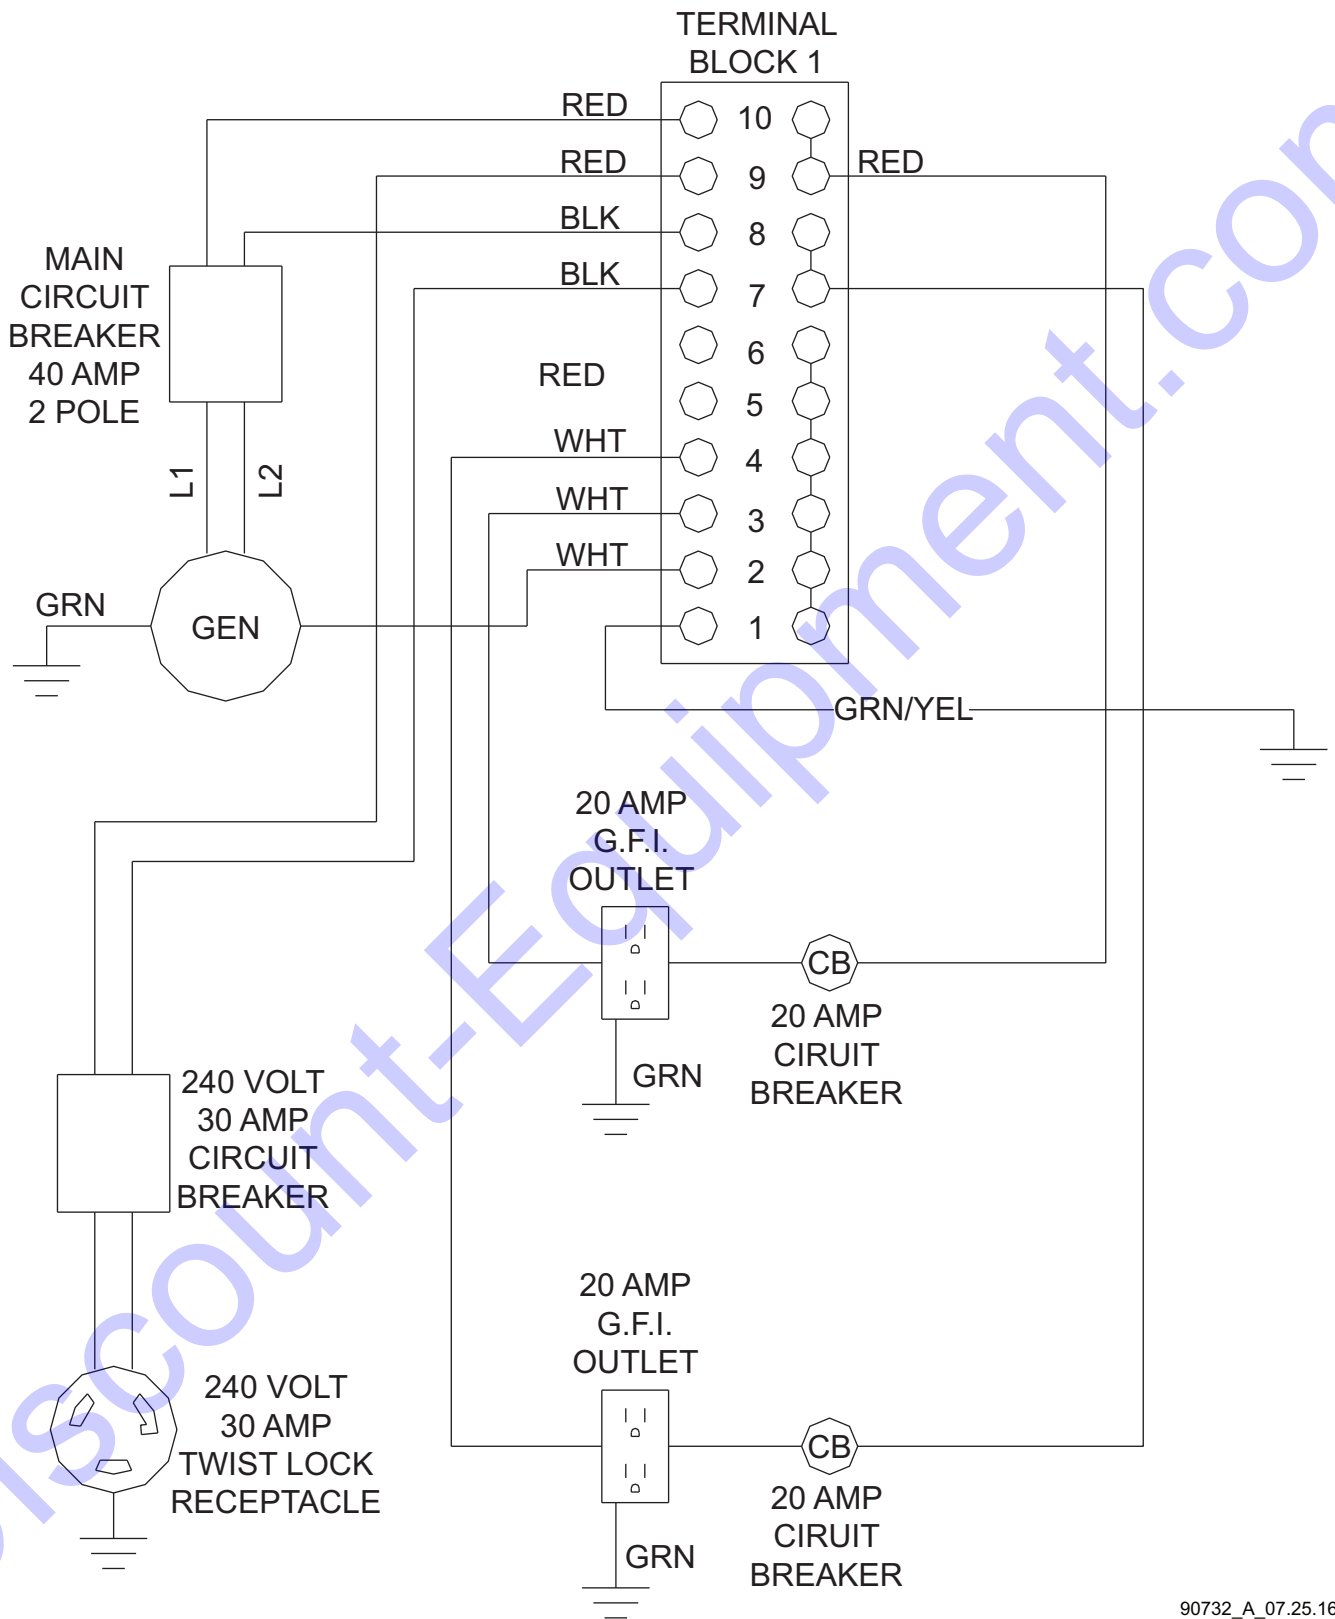 TERMINAL
BLOCK 1
RED 10
RED 9 RED
BLK 8
BLK 7
6
RED
5
WHT 4
WHT 3
WHT 2
1
MAIN
CIRCUIT
BREAKER
40 AMP
2 POLE
L1 L2
GRN
GEN
GRN/YEL
20 AMP
G.F.I.
OUTLET
CB
20 AMP
CIRUIT
BREAKER
GRN
240 VOLT
30 AMP
CIRCUIT
BREAKER
20 AMP
G.F.I.
OUTLET
CB
20 AMP
CIRUIT
BREAKER
GRN
240 VOLT
30 AMP
TWIST LOCK
RECEPTACLE
90732_A_07.25.16
Discount-Equipment.com